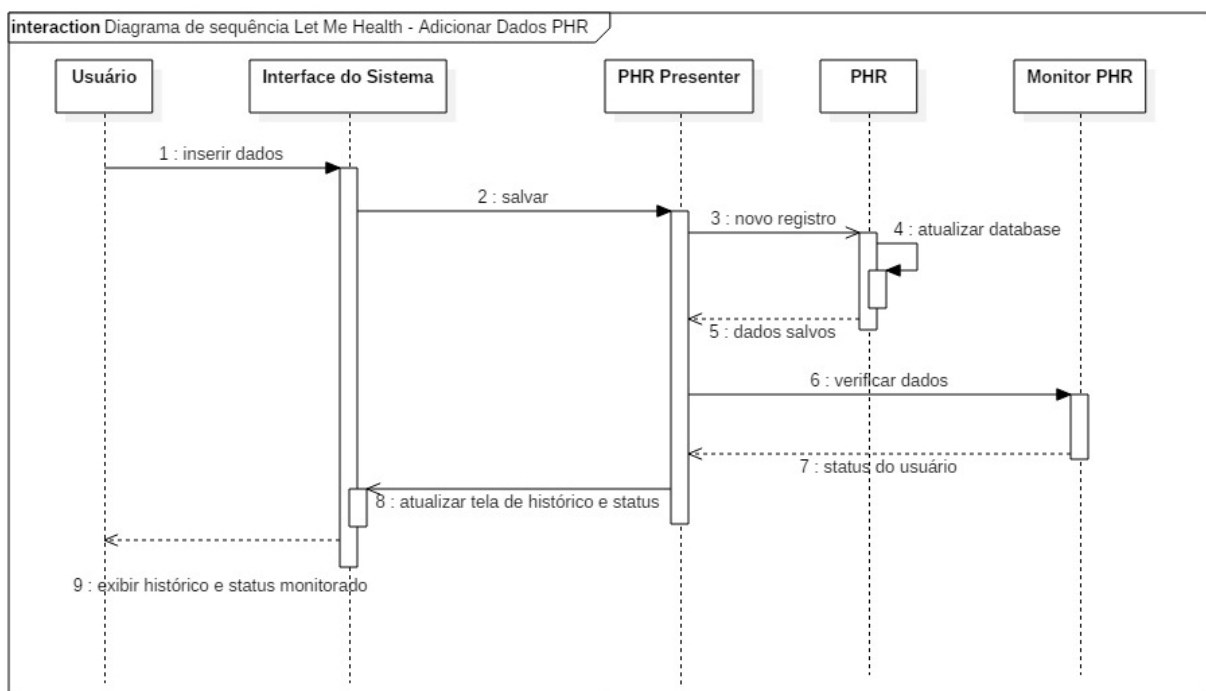 interaction Diagrama de sequência Let Me Health - Adicionar Dados PHR
Usuário
Interface do Sistema
PHR Presenter
PHR
Monitor PHR
1 : inserir dados
2 : salvar
3 : novo registro
4 : atualizar database
5 : dados salvos
6 : verificar dados
7 : status do usuário
8 : atualizar tela de histórico e status
9 : exibir histórico e status monitorado